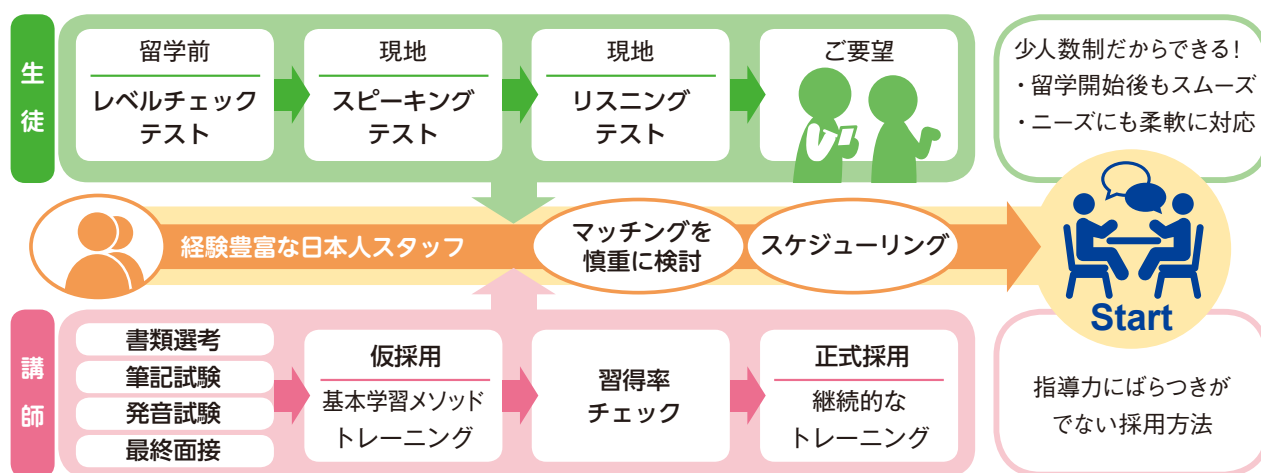 生徒
留学前
レベルチェック
テスト
現地
スピーキング
テスト
現地
リスニング
テスト
ご要望
少人数制だからできる！
・留学開始後もスムーズ
・ニーズにも柔軟に対応
経験豊富な日本人スタッフ
マッチングを
慎重に検討
スケジューリング
Start
講師
書類選考
筆記試験
発音試験
最終面接
仮採用
基本学習メソッド
トレーニング
習得率
チェック
正式採用
継続的な
トレーニング
指導力にばらつきが
でない採用方法